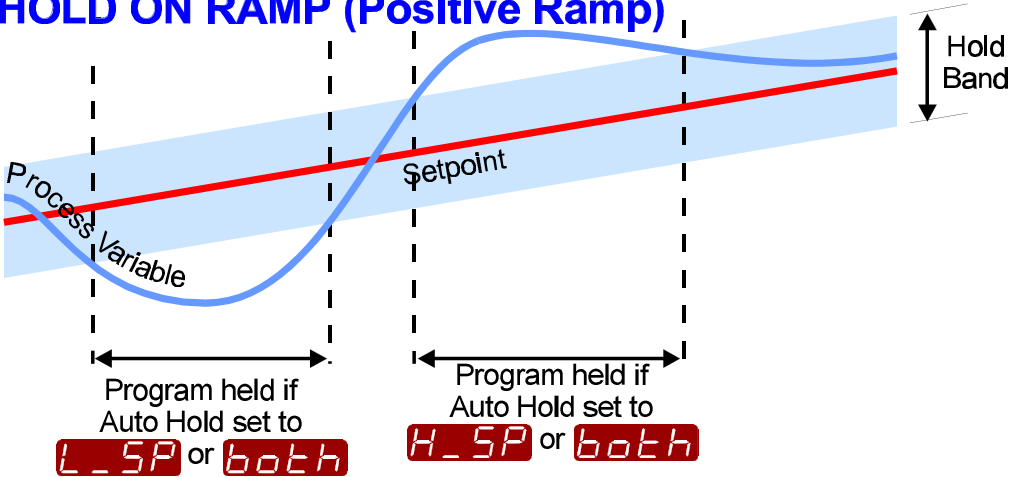 HOLD ON RAMP (Positive Ramp)
Hold
Band
Process Variable
Setpoint
Program held if
Auto Hold set to
L_SP or both
Program held if
Auto Hold set to
H_SP or both